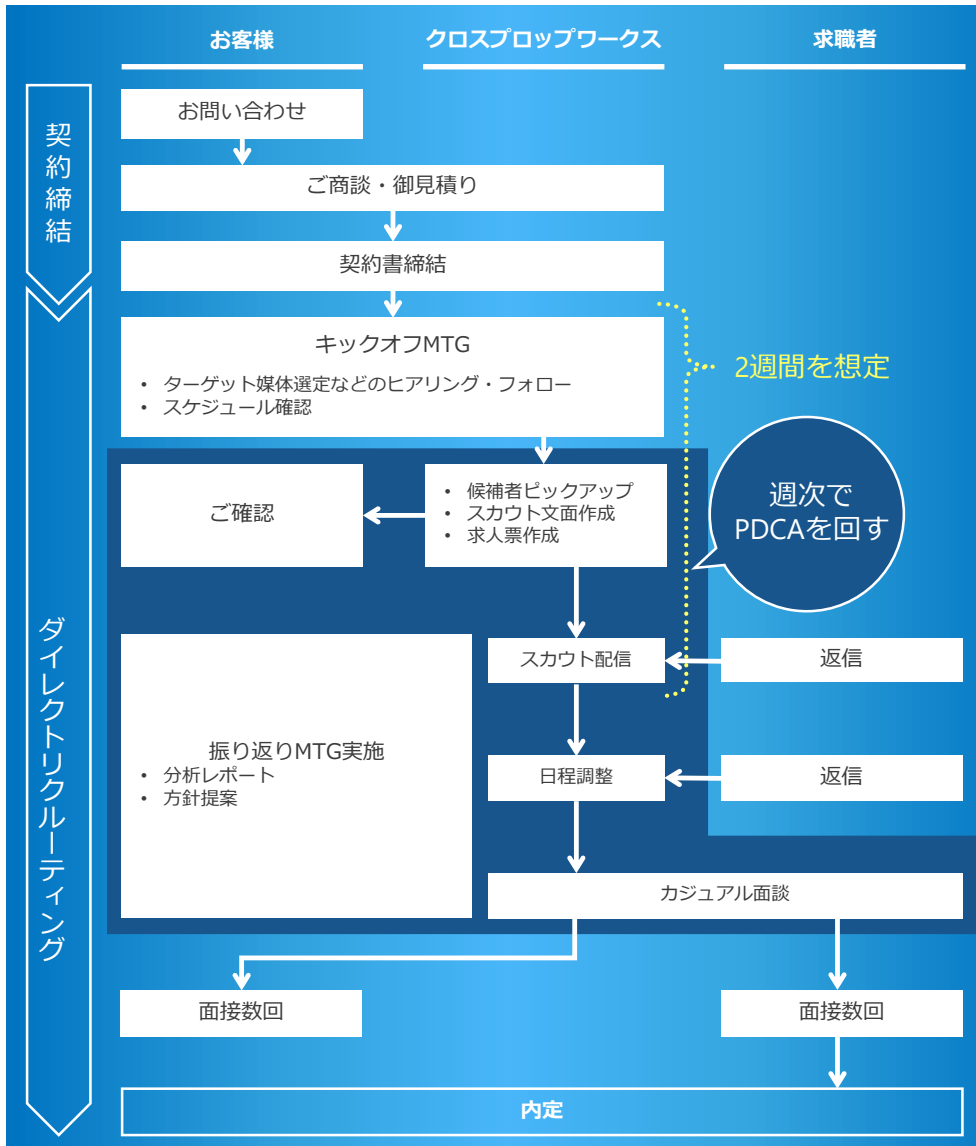 お客様
クロスプロップワークス
求職者
契約締結
お問い合わせ
ご商談・御見積り
契約書締結
ダイレクトリクルーティング
キックオフMTG
• ターゲット媒体選定などのヒアリング・フォロー
• スケジュール確認
2週間を想定
週次で
PDCAを回す
ご確認
• 候補者ピックアップ
• スカウト文面作成
• 求人票作成
スカウト配信
返信
振り返りMTG実施
• 分析レポート
• 方針提案
日程調整
返信
カジュアル面談
面接数回
面接数回
内定